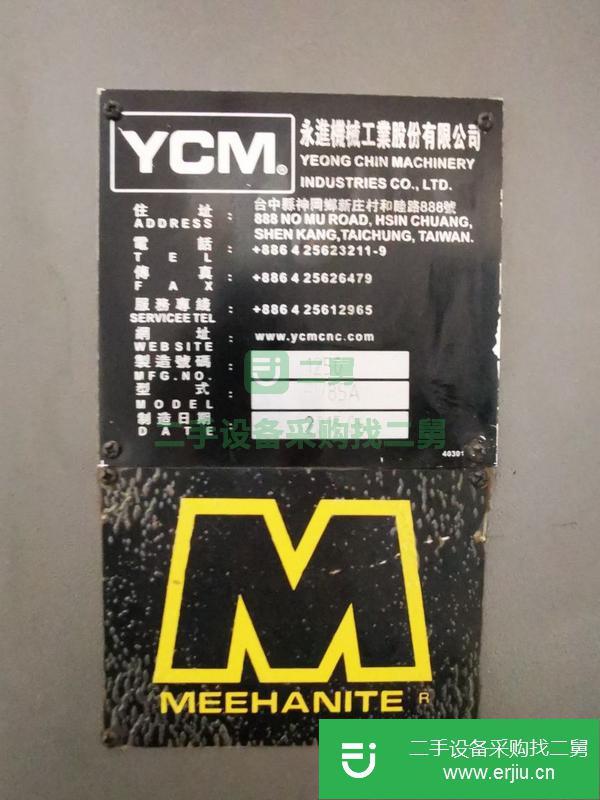 YCM®
永進機械工業股份有限公司
YEONG CHIN MACHINERY
INDUSTRIES CO., LTD.
住址: 台中縣神岡鄉新庄村和睦路888號
ADDRESS 888 NO MU ROAD, HSIN CHUANG,
SHEN KANG, TAICHUNG, TAIWAN.
電話: +886 4 25623211-9
TEL
傳真: +886 4 25626479
FAX
服務專綫: +886 4 25612965
SERVICEE TEL
網址: www.ycmcnc.com
WEBSITE
製造號碼:
MFG.NO.
型式:
MODEL
制造日期:
DATE
二舅
二手设备采购找二舅
40301
MEEHANITE R
二手设备采购找二舅
www.erjiu.cn